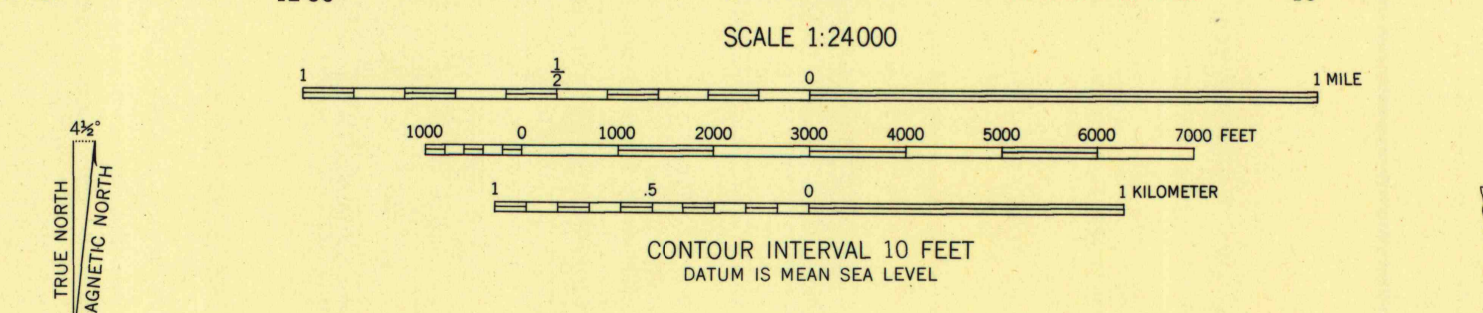 SCALE 1:24000
1 ½ 0 1 MILE
1000 0 1000 2000 3000 4000 5000 6000 7000 FEET
1 .5 0 1 KILOMETER
CONTOUR INTERVAL 10 FEET
DATUM IS MEAN SEA LEVEL
4½°
TRUE NORTH
AGNETIC NORTH